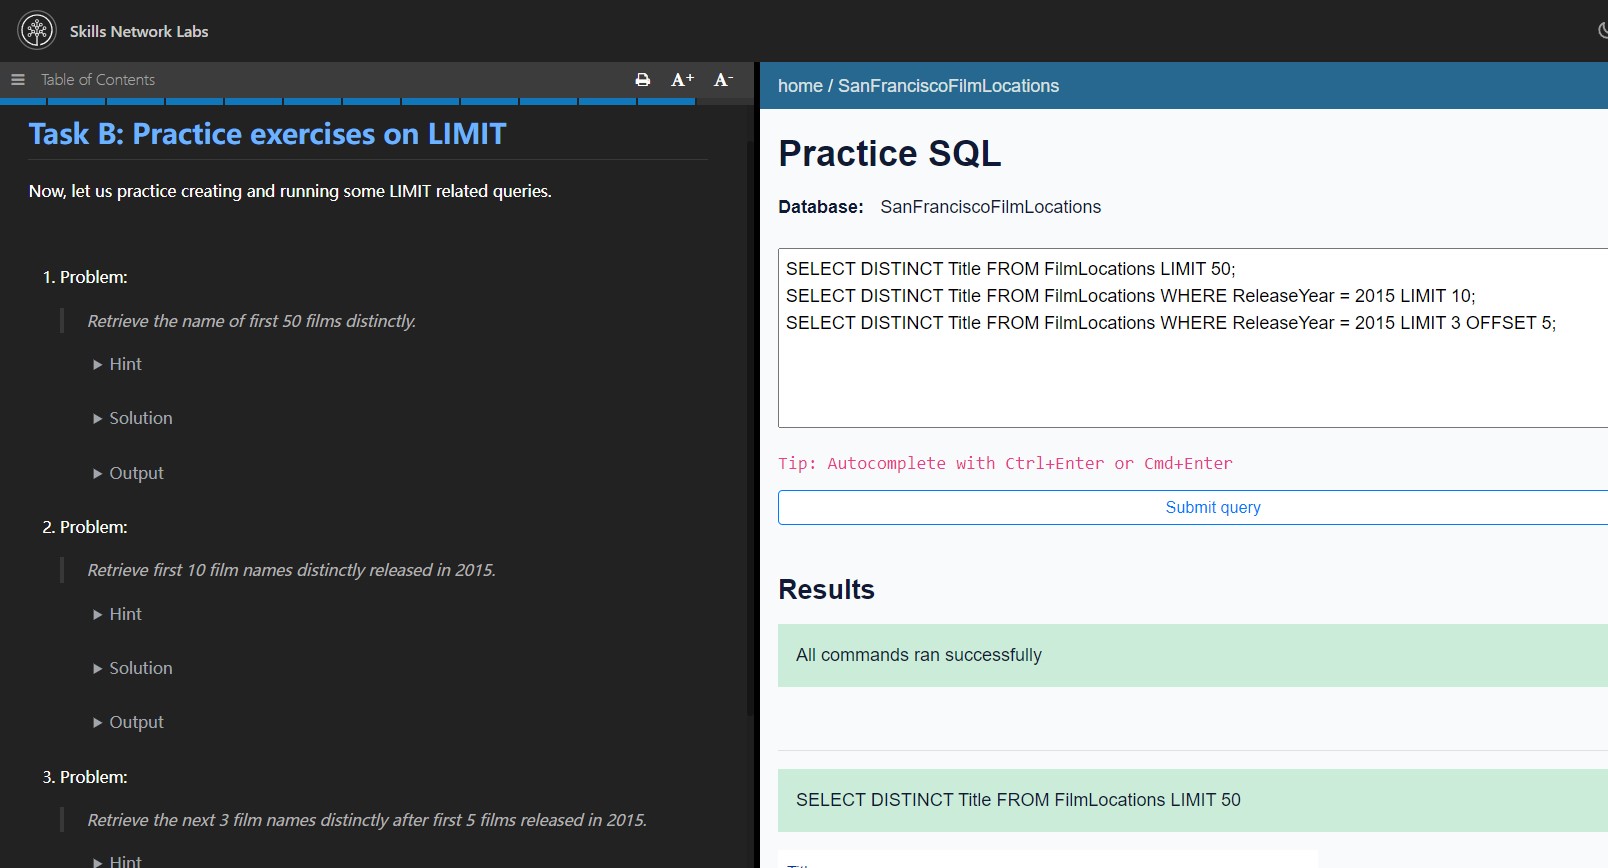 Skills Network Labs
Table of Contents
A+ A-
Task B: Practice exercises on LIMIT
Now, let us practice creating and running some LIMIT related queries.
1. Problem:
Retrieve the name of first 50 films distinctly.
Hint
Solution
Output
2. Problem:
Retrieve first 10 film names distinctly released in 2015.
Hint
Solution
Output
3. Problem:
Retrieve the next 3 film names distinctly after first 5 films released in 2015.
Hint
home / SanFranciscoFilmLocations
Practice SQL
Database: SanFranciscoFilmLocations
SELECT DISTINCT Title FROM FilmLocations LIMIT 50;
SELECT DISTINCT Title FROM FilmLocations WHERE ReleaseYear = 2015 LIMIT 10;
SELECT DISTINCT Title FROM FilmLocations WHERE ReleaseYear = 2015 LIMIT 3 OFFSET 5;
Tip: Autocomplete with Ctrl+Enter or Cmd+Enter
Submit query
Results
All commands ran successfully
SELECT DISTINCT Title FROM FilmLocations LIMIT 50